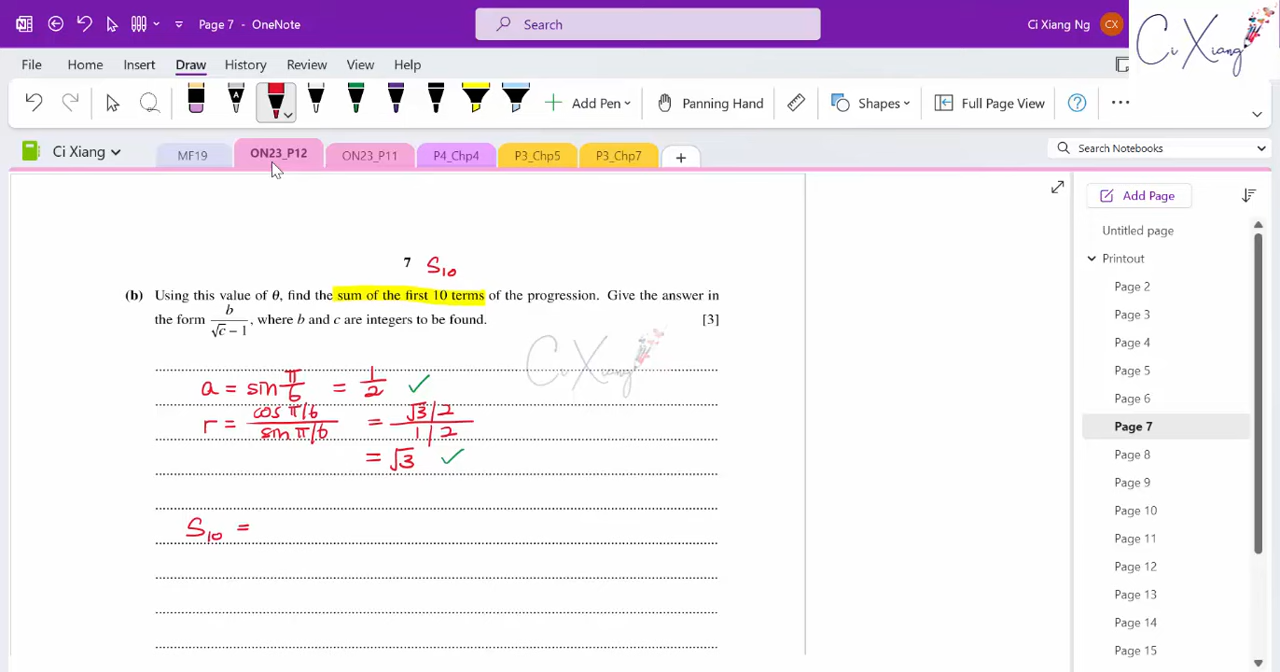 Page 7 - OneNote
Search
Ci Xiang Ng
CX
Ci Xiang
File Home Insert Draw History Review View Help
A Add Pen Panning Hand Shapes Full Page View
Ci Xiang
MF19 ON23_P12 ON23_P11 P4_Chp4 P3_Chp5 P3_Chp7
Search Notebooks
Add Page
Untitled page
Printout
Page 2
Page 3
Page 4
Page 5
Page 6
Page 7
Page 8
Page 9
Page 10
Page 11
Page 12
Page 13
Page 14
Page 15
7 S₁₀
(b) Using this value of θ, find the sum of the first 10 terms of the progression. Give the answer in
the form b/(√c − 1), where b and c are integers to be found. [3]
Ci Xiang
a = sin π/6 = 1/2 ✓
r = (cos π/6)/(sin π/6) = (√3/2)/(1/2)
= √3 ✓
S₁₀ =